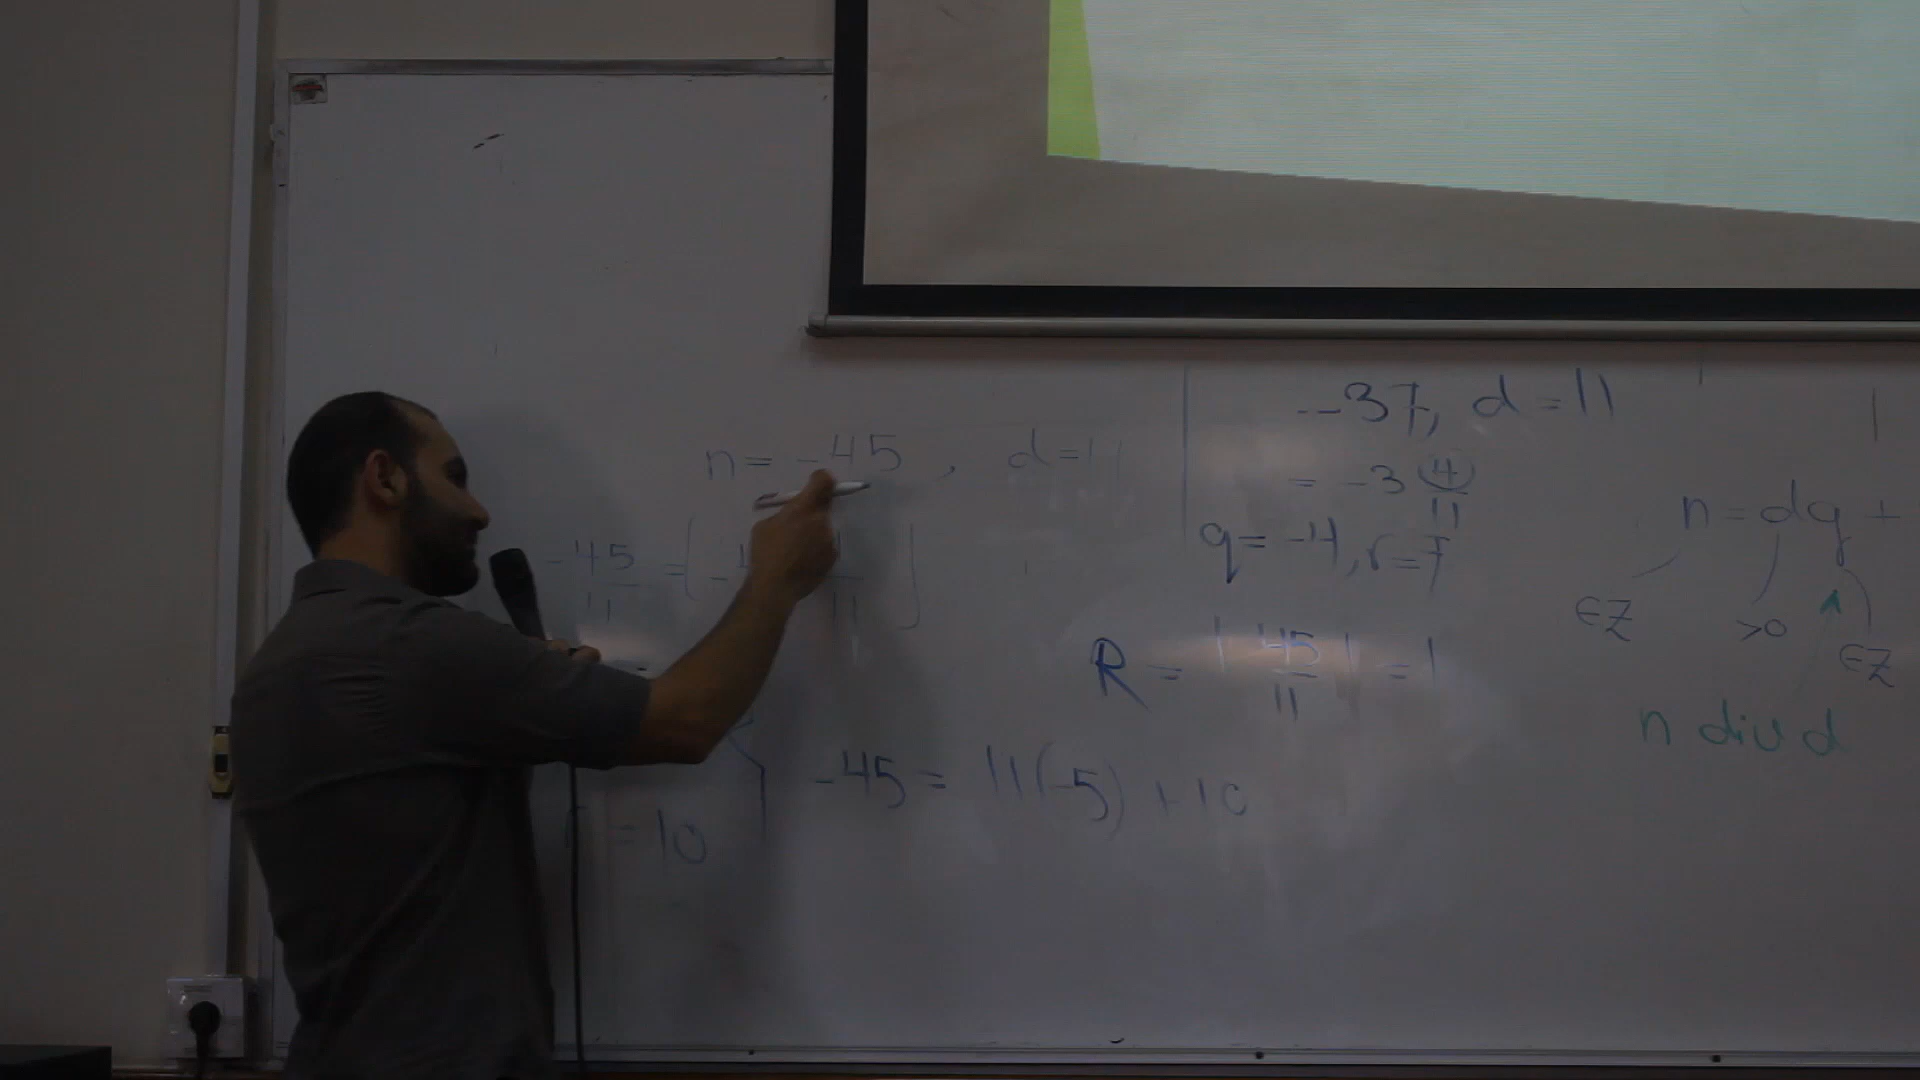 n = -45 , d = 11
-45/11 =
r = 10
-45 = 11(-5) + 10
--37, d = 11
= -3 4/11
q = -4, r = 7
R = | 45/11 | = 1
n = dq +
∈Z
>0
∈Z
n div d